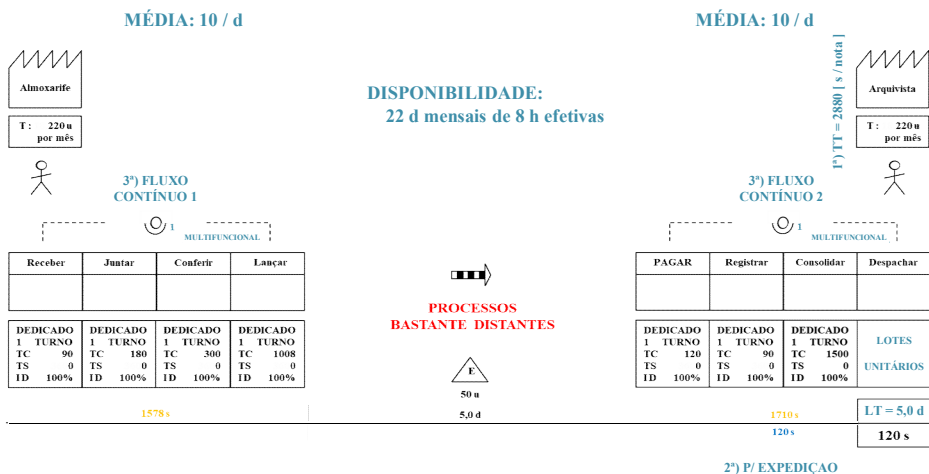 MÉDIA: 10 / d
MÉDIA: 10 / d
Almoxarife
T : 220 u
por mês
DISPONIBILIDADE:
22 d mensais de 8 h efetivas
1ª) TT = 2880 [ s / nota ]
Arquivista
T : 220 u
por mês
3ª) FLUXO
CONTÍNUO 1
1
MULTIFUNCIONAL
3ª) FLUXO
CONTÍNUO 2
1
MULTIFUNCIONAL
Receber
Juntar
Conferir
Lançar
PROCESSOS
BASTANTE DISTANTES
PAGAR
Registrar
Consolidar
Despachar
DEDICADO
1 TURNO
TC 90
TS 0
ID 100%
DEDICADO
1 TURNO
TC 180
TS 0
ID 100%
DEDICADO
1 TURNO
TC 300
TS 0
ID 100%
DEDICADO
1 TURNO
TC 1008
TS 0
ID 100%
E
50 u
DEDICADO
1 TURNO
TC 120
TS 0
ID 100%
DEDICADO
1 TURNO
TC 90
TS 0
ID 100%
DEDICADO
1 TURNO
TC 1500
TS 0
ID 100%
LOTES
UNITÁRIOS
1578 s
5,0 d
1710 s
LT = 5,0 d
120 s
120 s
2ª) P/ EXPEDIÇAO